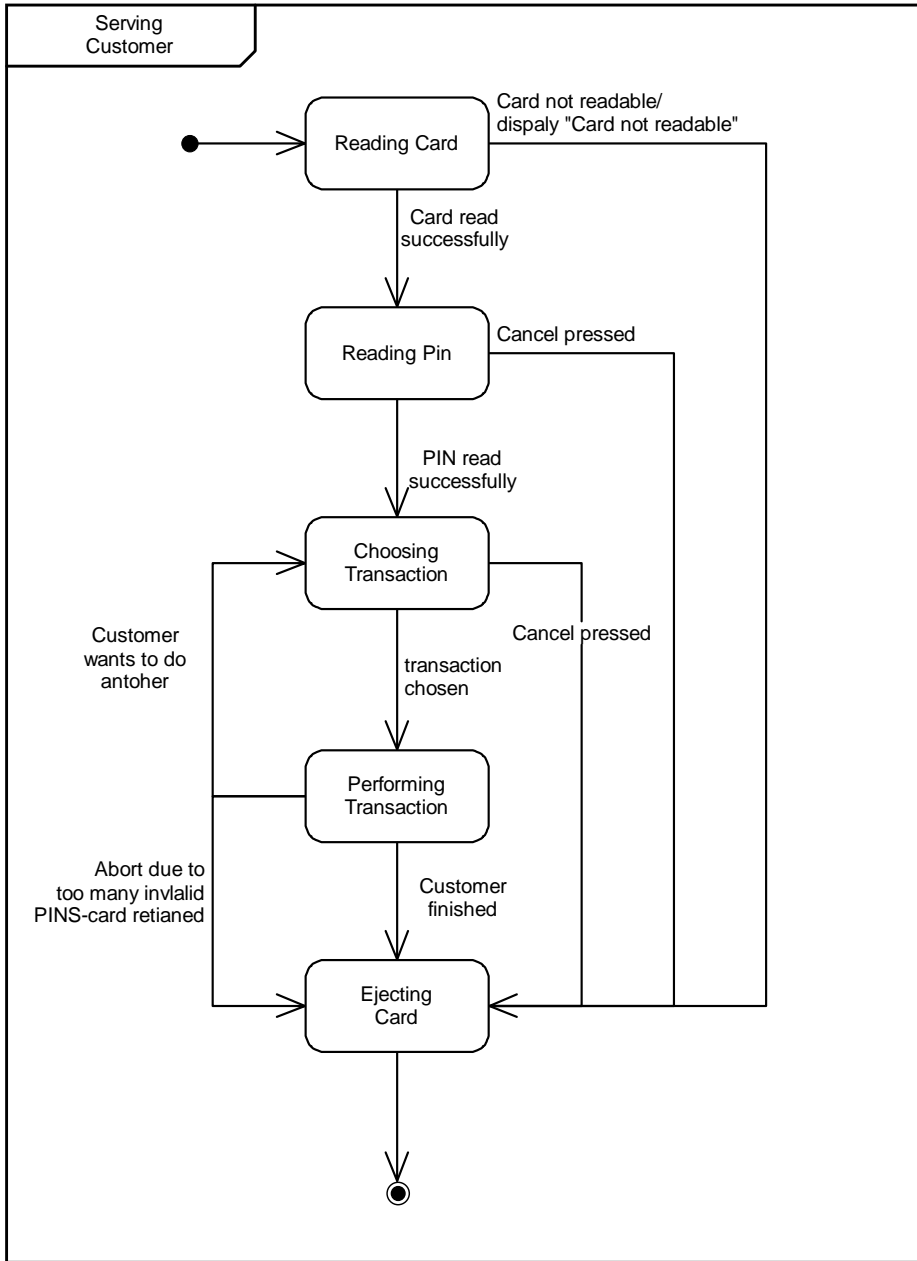 Serving
Customer
Card not readable/
dispaly "Card not readable"
Reading Card
Card read
successfully
Reading Pin
Cancel pressed
PIN read
successfully
Choosing
Transaction
Cancel pressed
Customer
wants to do
antoher
transaction
chosen
Performing
Transaction
Abort due to
too many invlalid
PINS-card retianed
Customer
finished
Ejecting
Card